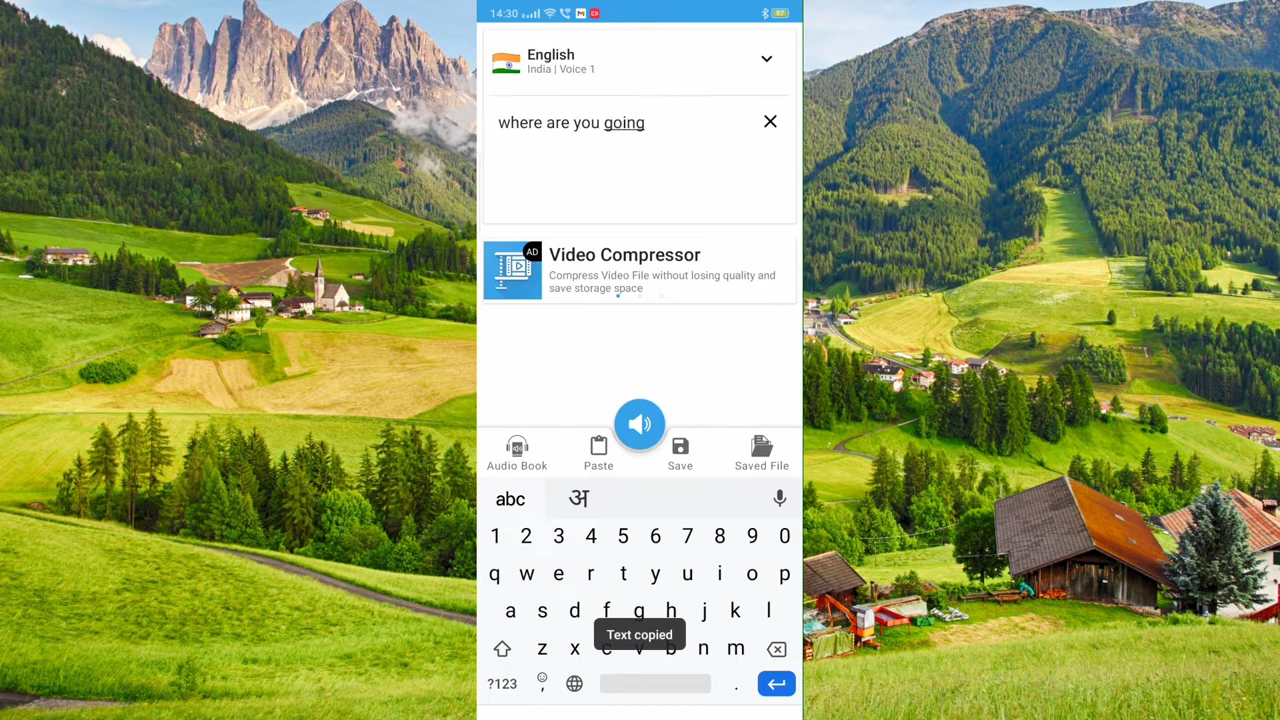 14:30
97
English
India | Voice 1
where are you going
AD
Video Compressor
Compress Video File without losing quality and
save storage space
Audio Book
Paste
Save
Saved File
abc
अ
1 2 3 4 5 6 7 8 9 0
q w e r t y u i o p
a s d f g h j k l
Text copied
z x c v b n m
?123
, .